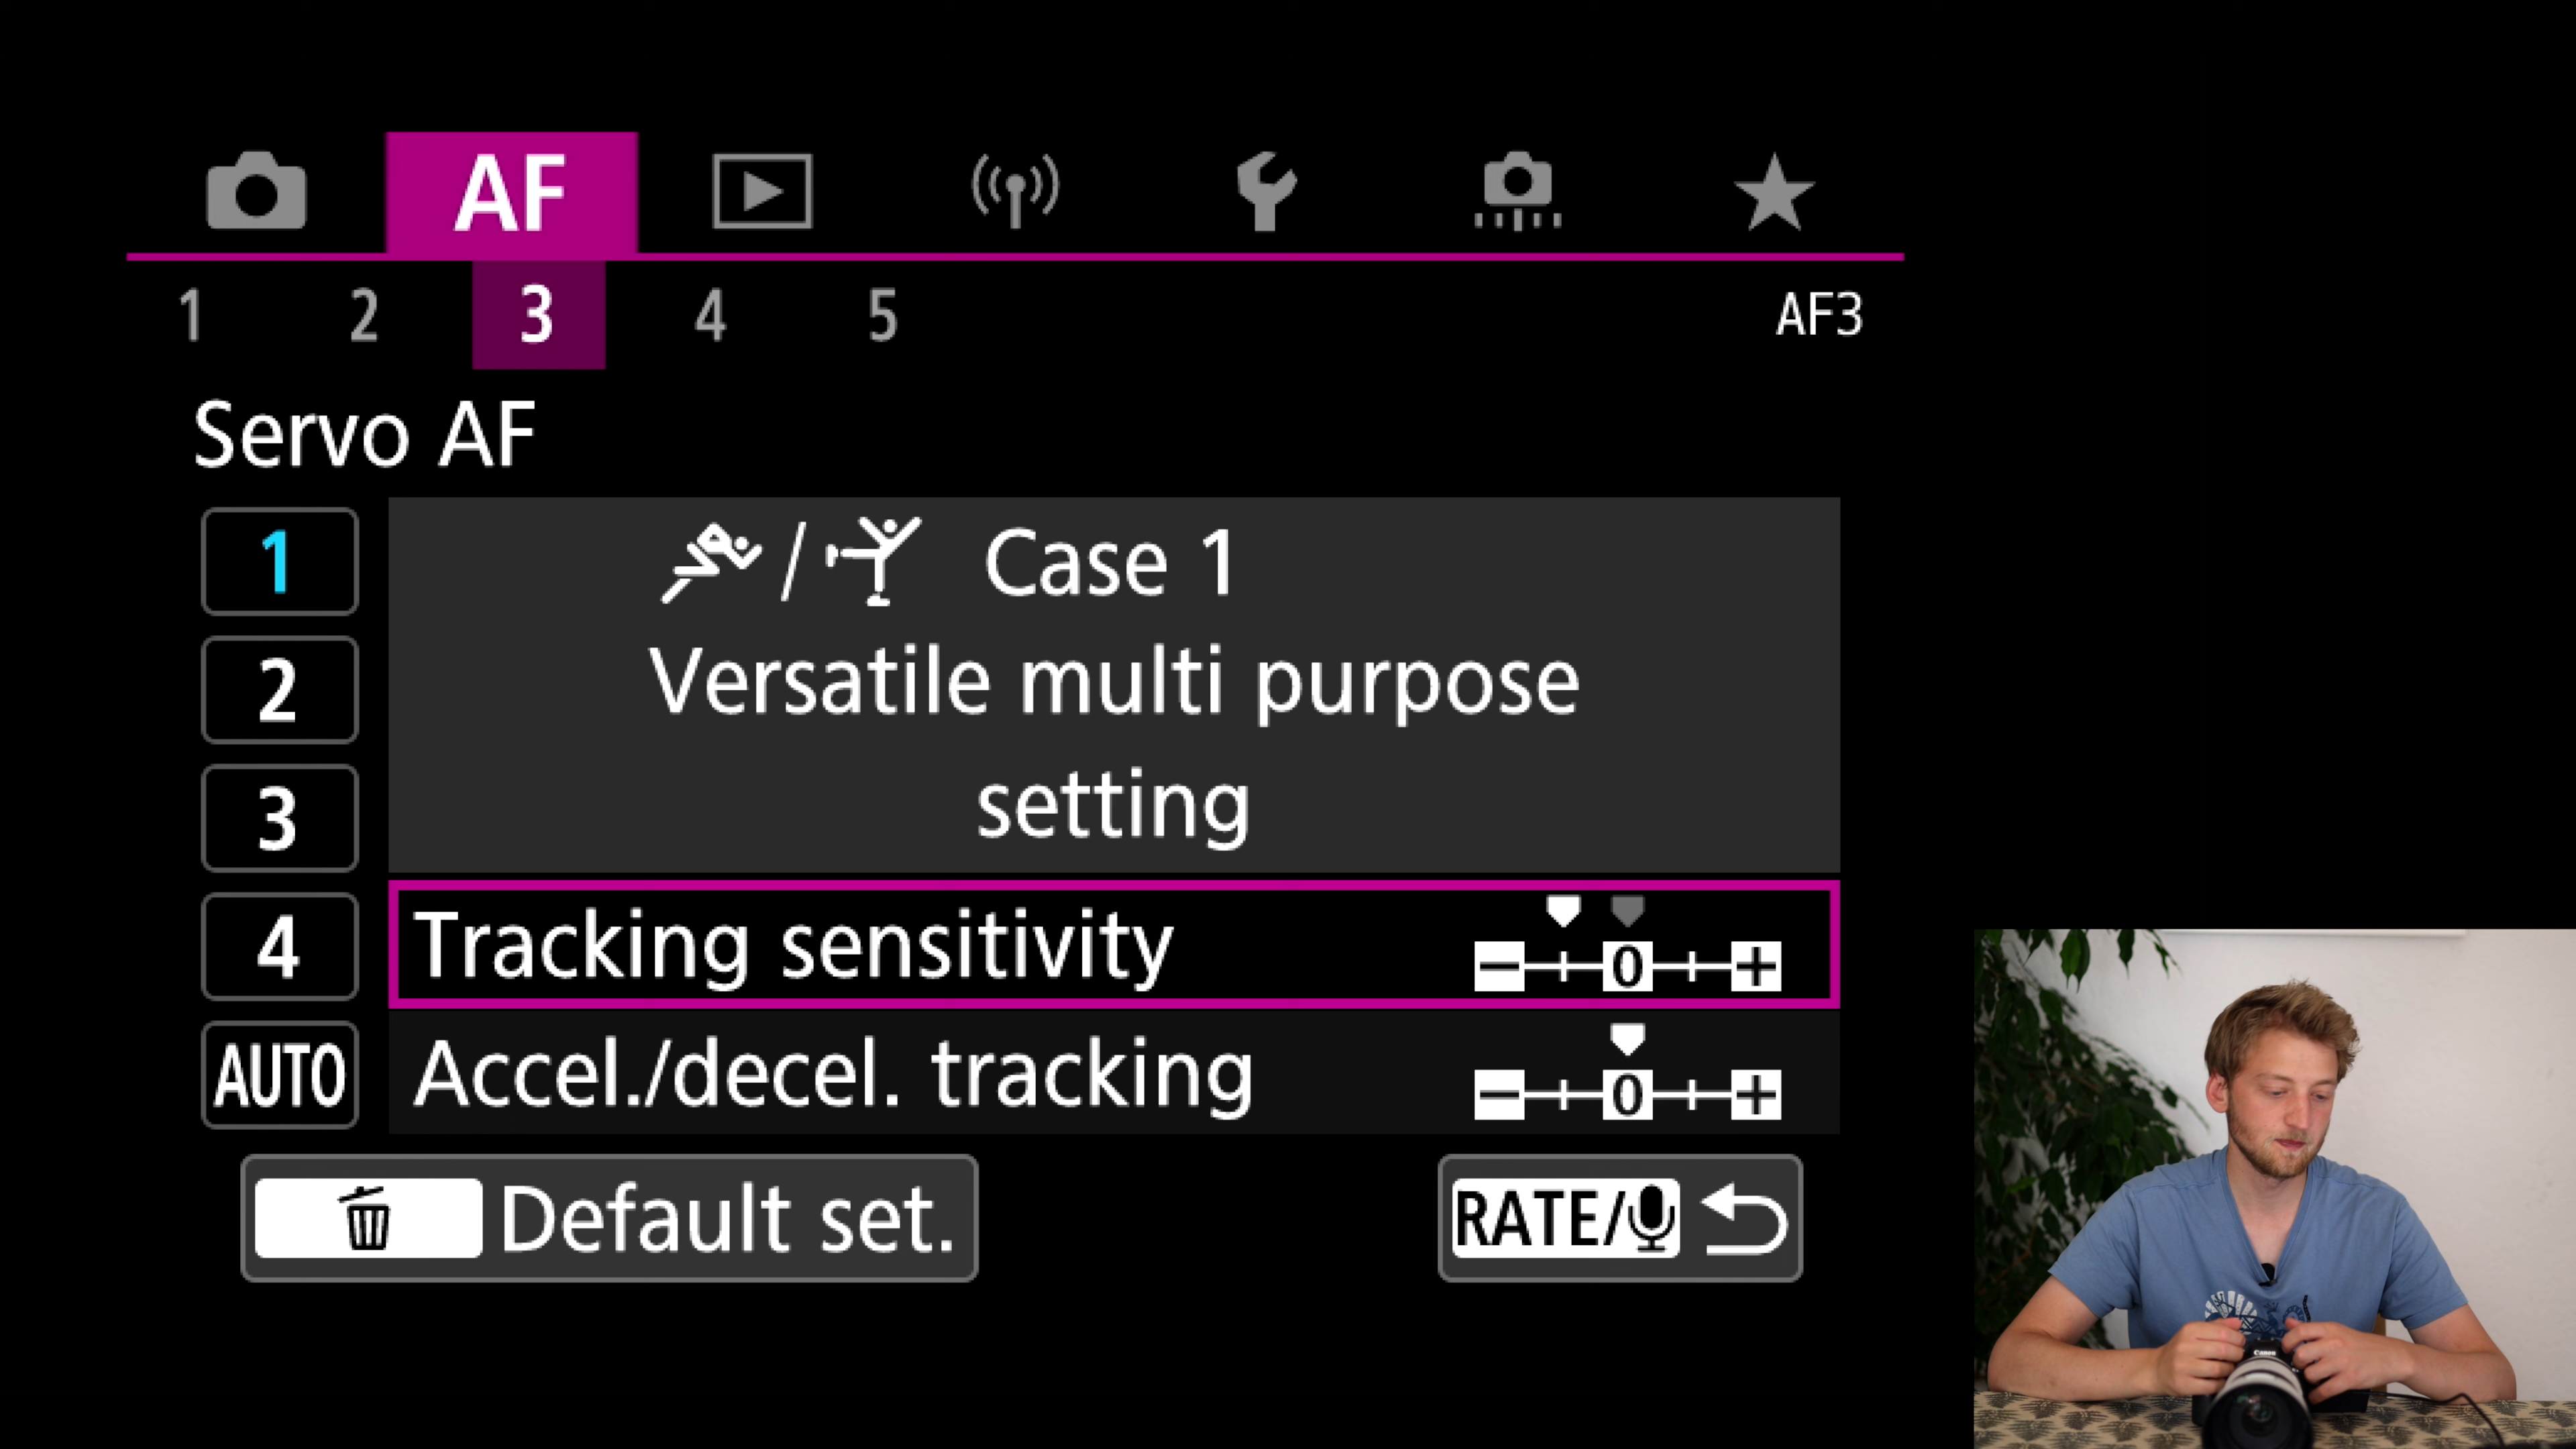 AF
1 2 3 4 5 AF3
Servo AF
1 Case 1
2 Versatile multi purpose
3 setting
4 Tracking sensitivity - 0 +
AUTO Accel./decel. tracking - 0 +
Default set. RATE/
Canon